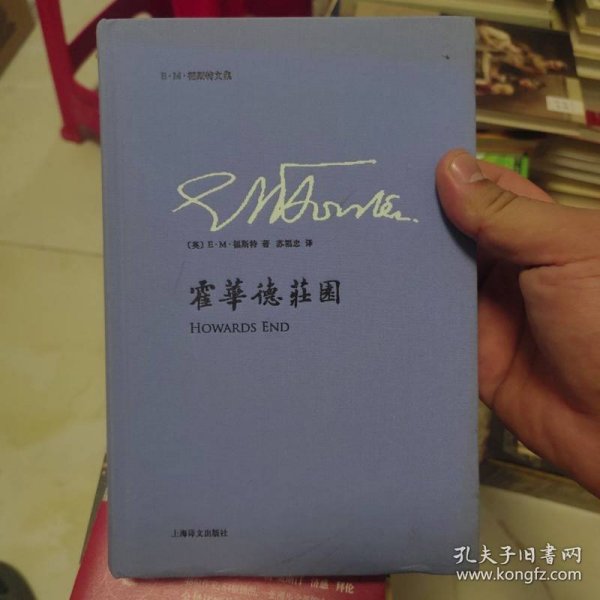 E·M·福斯特文集
E M Forster.
〔英〕E·M·福斯特 著 苏福忠 译
霍華德莊園
HOWARDS END
上海译文出版社
孔夫子旧书网
www.kongfz.com